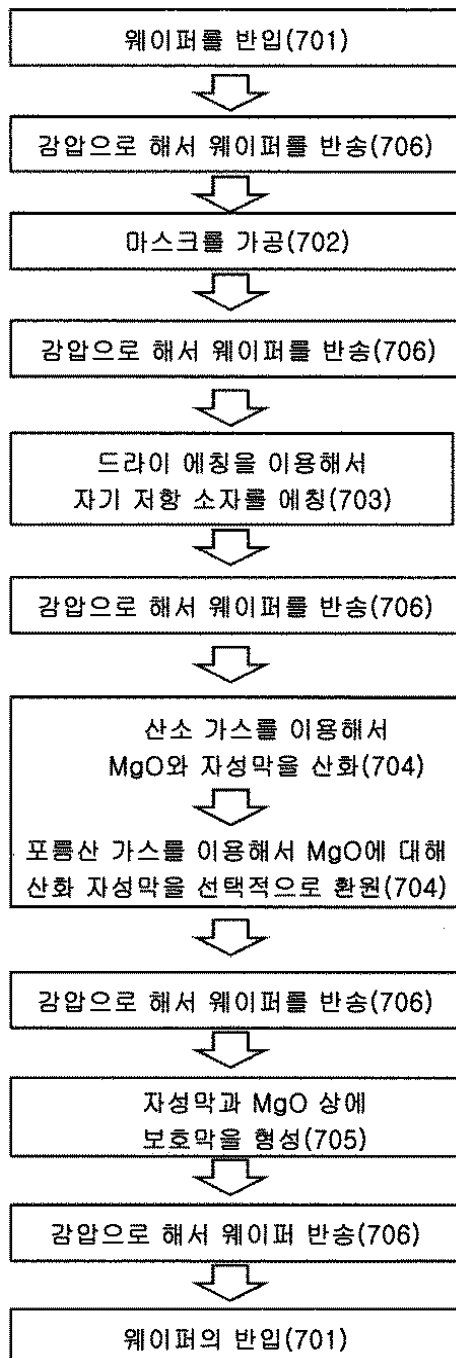 웨이퍼를 반입(701)
감압으로 해서 웨이퍼를 반송(706)
마스크를 가공(702)
감압으로 해서 웨이퍼를 반송(706)
드라이 에칭을 이용해서
자기 저항 소자를 에칭(703)
감압으로 해서 웨이퍼를 반송(706)
산소 가스를 이용해서
MgO와 자성막을 산화(704)
포름산 가스를 이용해서 MgO에 대해
산화 자성막을 선택적으로 환원(704)
감압으로 해서 웨이퍼를 반송(706)
자성막과 MgO 상에
보호막을 형성(705)
감압으로 해서 웨이퍼 반송(706)
웨이퍼의 반입(701)